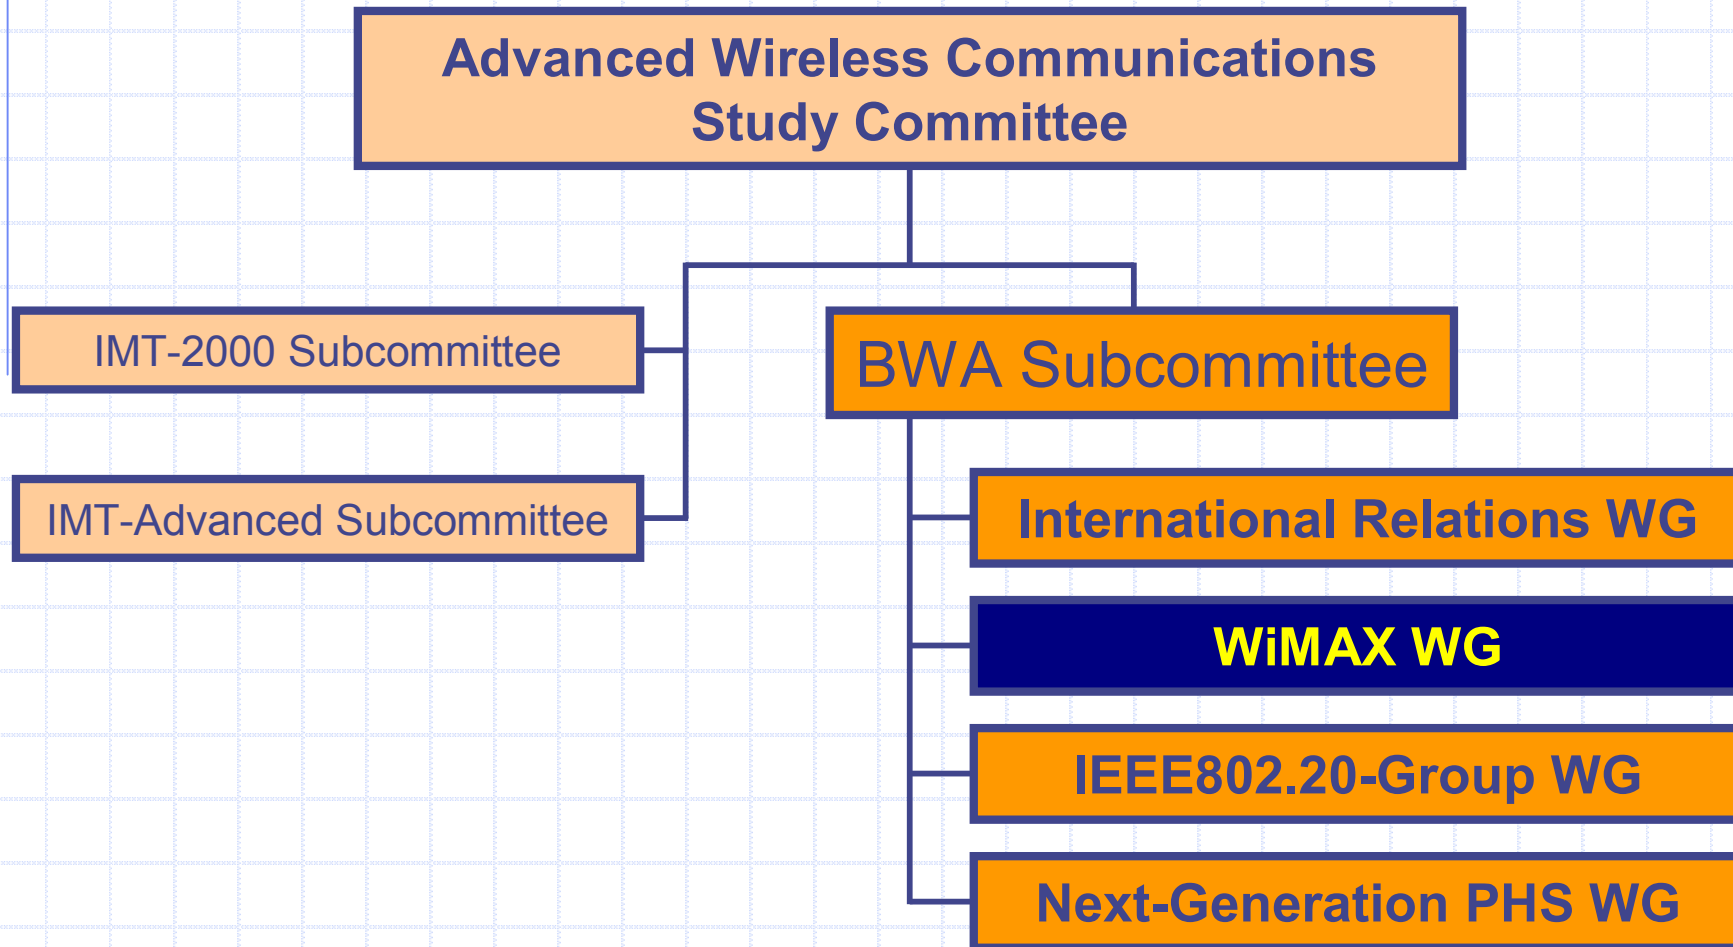 Advanced Wireless Communications
Study Committee
IMT-2000 Subcommittee
BWA Subcommittee
IMT-Advanced Subcommittee
International Relations WG
WiMAX WG
IEEE802.20-Group WG
Next-Generation PHS WG